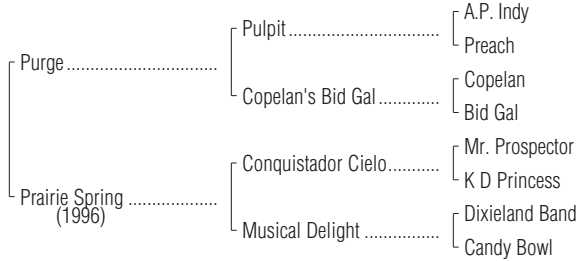 A.P. Indy
Pulpit................................
Preach
Purge................................
Copelan
Copelan's Bid Gal.............
Bid Gal
Mr. Prospector
Conquistador Cielo...........
K D Princess
Prairie Spring ...................
(1996)
Dixieland Band
Musical Delight ................
Candy Bowl